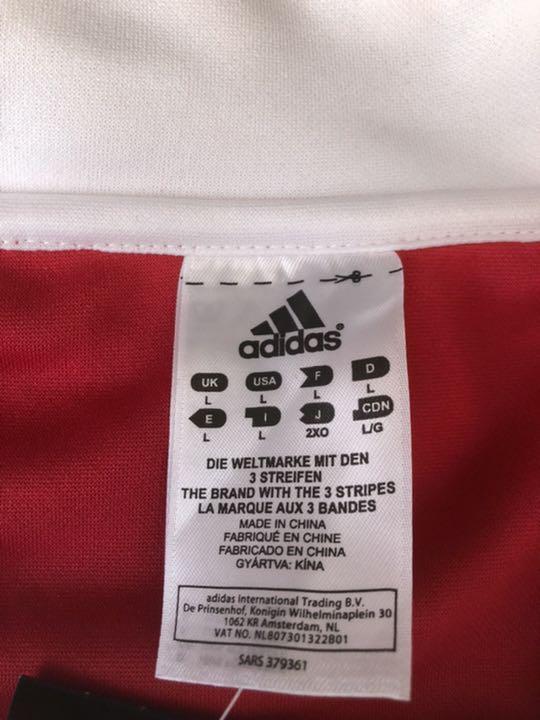 adidas®
UK USA F D
L L L L
E I J CDN
L L 2XO L/G
DIE WELTMARKE MIT DEN
3 STREIFEN
THE BRAND WITH THE 3 STRIPES
LA MARQUE AUX 3 BANDES
MADE IN CHINA
FABRIQUÉ EN CHINE
FABRICADO EN CHINA
GYÁRTVA: KÍNA
adidas International Trading B.V.
De Prinsenhof, Konigin Wilhelminaplein 30
1062 KR Amsterdam, NL
VAT NO. NL807301322B01
SARS 379361